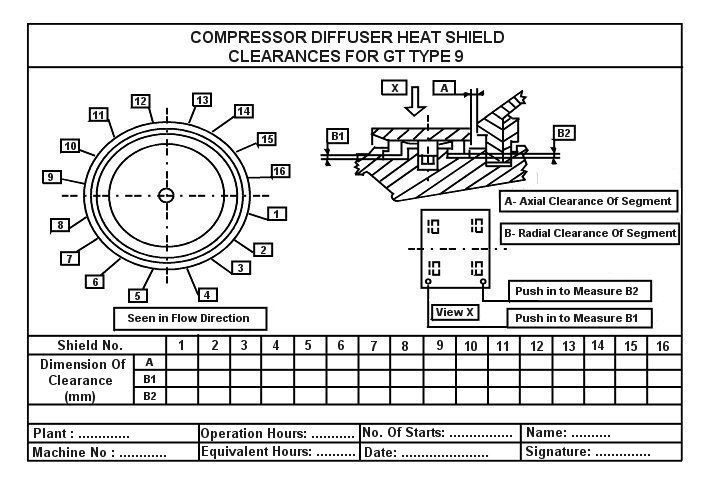 COMPRESSOR DIFFUSER HEAT SHIELD
CLEARANCES FOR GT TYPE 9
12
13
11
14
10
15
9
16
8
1
7
2
6
3
5
4
Seen in Flow Direction
X
A
B1
B2
A- Axial Clearance Of Segment
B- Radial Clearance Of Segment
View X
Push in to Measure B2
Push in to Measure B1
Shield No. 1 2 3 4 5 6 7 8 9 10 11 12 13 14 15 16
Dimension Of Clearance (mm)
A
B1
B2
Plant : ............. Operation Hours: ........... No. Of Starts: ................ Name: ..........
Machine No : ............ Equivalent Hours: .......... Date: ...................... Signature: ..............